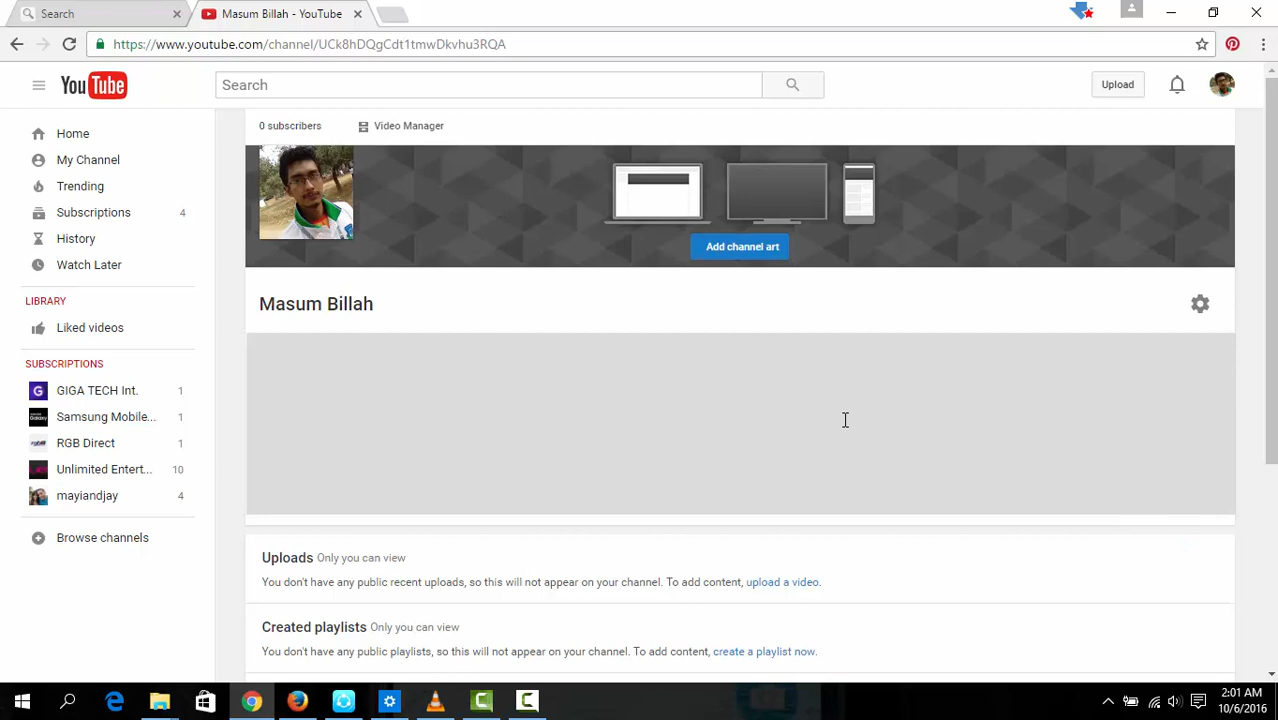 Search
Masum Billah - YouTube
https://www.youtube.com/channel/UCk8hDQgCdt1tmwDkvhu3RQA
YouTube
Search
Upload
0 subscribers
Video Manager
Home
My Channel
Trending
Subscriptions 4
History
Watch Later
LIBRARY
Liked videos
SUBSCRIPTIONS
GIGA TECH Int. 1
Samsung Mobile... 1
RGB Direct 1
Unlimited Entert... 10
mayiandjay 4
Browse channels
Add channel art
Masum Billah
Uploads Only you can view
You don't have any public recent uploads, so this will not appear on your channel. To add content, upload a video.
Created playlists Only you can view
You don't have any public playlists, so this will not appear on your channel. To add content, create a playlist now.
2:01 AM
10/6/2016